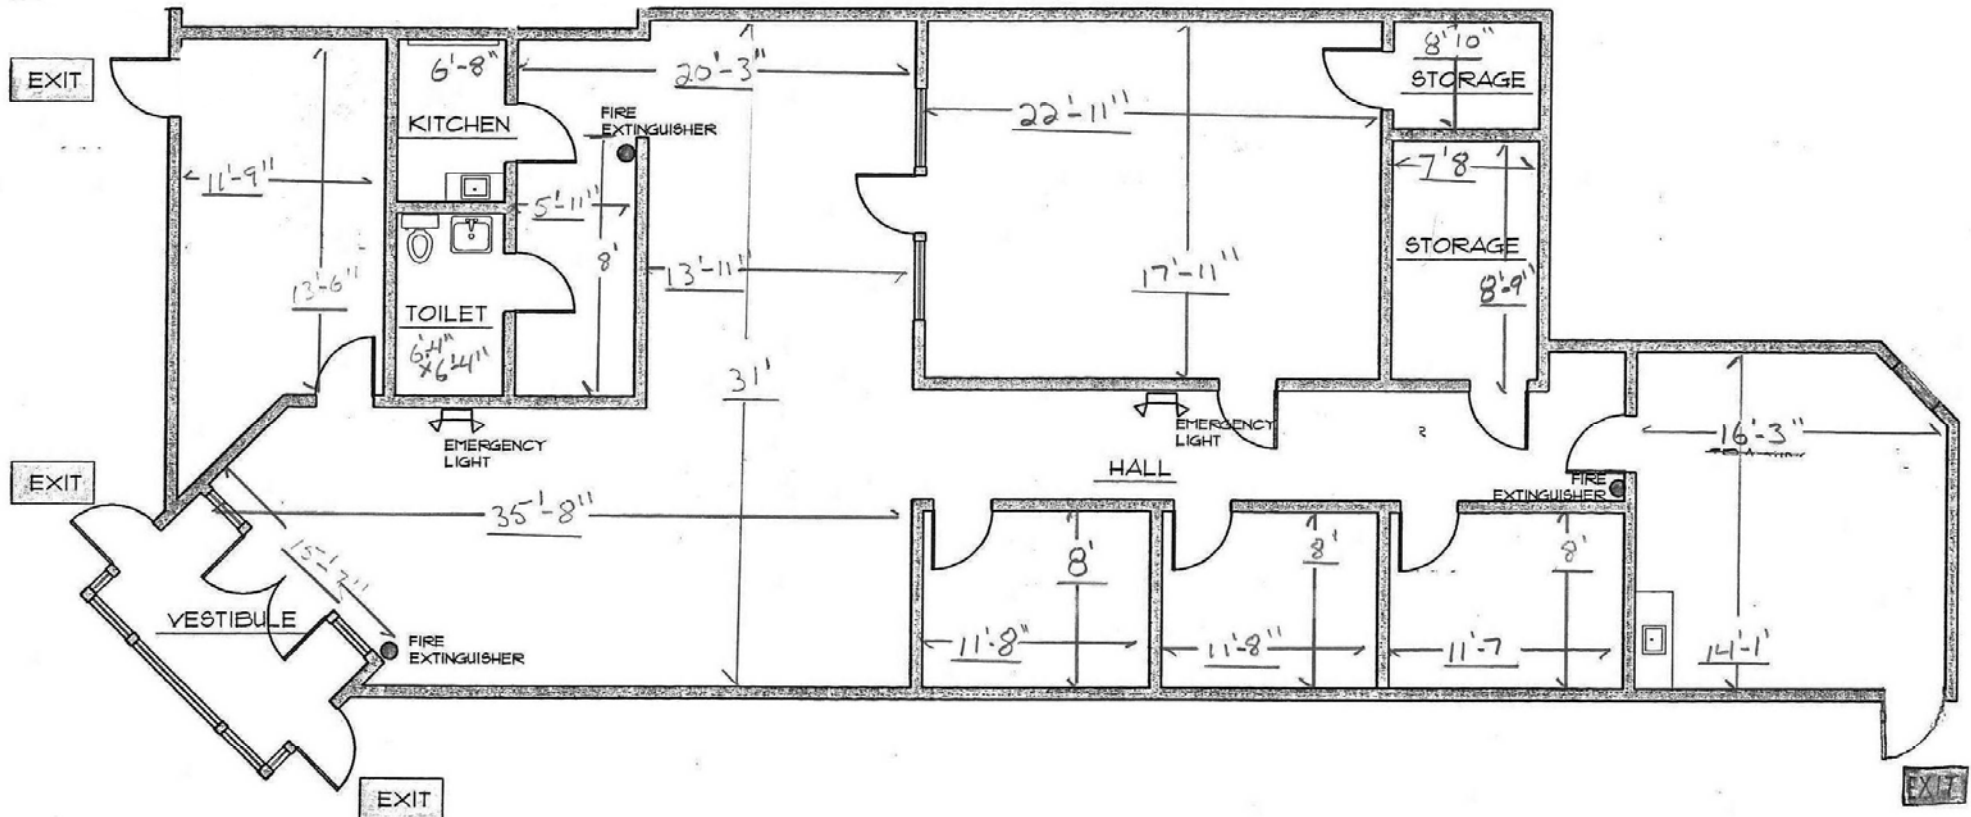 8'10"
6'-8"
20'-3"
EXIT
STORAGE
FIRE
EXTINGUISHER
KITCHEN
22'-11"
11'-9"
7'8
5'-11"
STORAGE
8'
13'-11"
17'-11"
13'-6"
8'-9"
TOILET
6'4"
x6'-4"
31'
EMERGENCY
LIGHT
EMERGENCY
LIGHT
16'-3"
HALL
EXIT
FIRE
EXTINGUISHER
35'-8"
8'
8'
8'
VESTIBULE
FIRE
EXTINGUISHER
11'-8"
11'-8"
11'-7
14'-1'
EXIT
EXIT